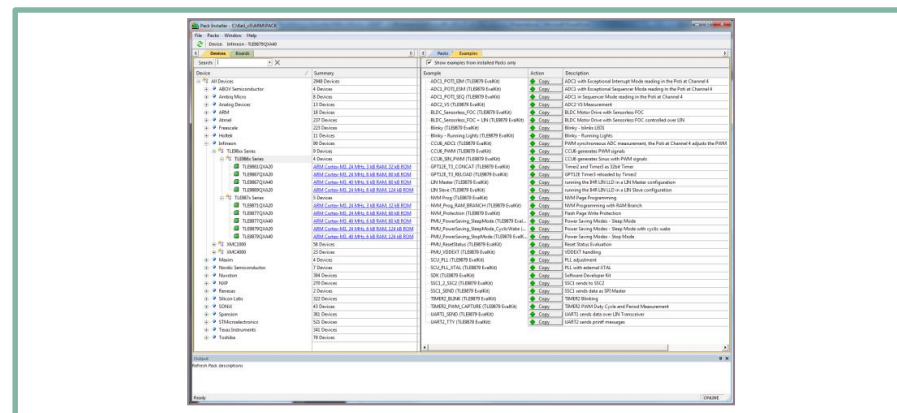 Pack Installer - C:\Keil_v5\ARM\PACK
File Packs Window Help
Device: Infineon - TLE9879QXA40
Devices Boards
Search:
Device Summary
All Devices 2948 Devices
ABOV Semiconductor 4 Devices
Ambiq Micro 8 Devices
Analog Devices 13 Devices
ARM 18 Devices
Atmel 237 Devices
Freescale 223 Devices
Holtek 11 Devices
Infineon 90 Devices
TLE98xx Series 9 Devices
TLE986x Series 4 Devices
TLE9861QXA20 ARM Cortex-M3, 24 MHz, 3 kB RAM, 32 kB ROM
TLE9867QXA20 ARM Cortex-M3, 24 MHz, 6 kB RAM, 60 kB ROM
TLE9867QXA40 ARM Cortex-M3, 40 MHz, 6 kB RAM, 60 kB ROM
TLE9869QXA20 ARM Cortex-M3, 24 MHz, 6 kB RAM, 124 kB ROM
TLE987x Series 5 Devices
TLE9871QXA20 ARM Cortex-M3, 24 MHz, 3 kB RAM, 32 kB ROM
TLE9877QXA20 ARM Cortex-M3, 24 MHz, 6 kB RAM, 60 kB ROM
TLE9877QXA40 ARM Cortex-M3, 40 MHz, 6 kB RAM, 60 kB ROM
TLE9879QXA20 ARM Cortex-M3, 24 MHz, 6 kB RAM, 124 kB ROM
TLE9879QXA40 ARM Cortex-M3, 40 MHz, 6 kB RAM, 124 kB ROM
XMC1000 58 Devices
XMC4000 23 Devices
Maxim 4 Devices
Nordic Semiconductor 7 Devices
Nuvoton 394 Devices
NXP 270 Devices
Renesas 2 Devices
Silicon Labs 322 Devices
SONiX 43 Devices
Spansion 361 Devices
STMicroelectronics 521 Devices
Texas Instruments 341 Devices
Toshiba 79 Devices
Packs Examples
Show examples from installed Packs only
Example Action Description
ADC1_POTI_EIM (TLE9879 EvalKit) Copy ADC1 with Exceptional Interrupt Mode reading in the Poti at Channel 4
ADC1_POTI_ESM (TLE9879 EvalKit) Copy ADC1 with Exceptional Sequencer Mode reading in the Poti at Channel 4
ADC1_POTI_SEQ (TLE9879 EvalKit) Copy ADC1 in Sequencer Mode reading in the Poti at Channel 4
ADC2_VS (TLE9879 EvalKit) Copy ADC2 VS Measurement
BLDC_Sensorless_FOC (TLE9879 EvalKit) Copy BLDC Motor Drive with Sensorless FOC
BLDC_Sensorless_FOC + LIN (TLE9879 EvalKit) Copy BLDC Motor Drive with Sensorless FOC controlled over LIN
Blinky (TLE9879 EvalKit) Copy Blinky - blinks LED1
Blinky - Running Lights (TLE9879 EvalKit) Copy Blinky - Running Lights
CCU6_ADC1 (TLE9879 EvalKit) Copy PWM synchronous ADC measurement, the Poti at Channel 4 adjusts the PWM
CCU6_PWM (TLE9879 EvalKit) Copy CCU6 generates PWM signals
CCU6_SIN_PWM (TLE9879 EvalKit) Copy CCU6 generates Sinus with PWM signals
GPT12E_T3_CONCAT (TLE9879 EvalKit) Copy Timer2 and Timer3 as 32bit Timer
GPT12E_T3_RELOAD (TLE9879 EvalKit) Copy GPT12E Timer3 reloaded by Timer2
LIN Master (TLE9879 EvalKit) Copy running the IHR LIN LLD in a LIN Master configuration
LIN Slave (TLE9879 EvalKit) Copy running the IHR LIN LLD in a LIN Slave configuration
NVM Prog (TLE9879 EvalKit) Copy NVM Page Programming
NVM_Prog_RAM_BRANCH (TLE9879 EvalKit) Copy NVM Programming with RAM Branch
NVM_Protection (TLE9879 EvalKit) Copy Flash Page Write Protection
PMU_PowerSaving_SleepMode (TLE9879 Eval... Copy Power Saving Modes - Sleep Mode
PMU_PowerSaving_SleepMode_CyclicWake (... Copy Power Saving Modes - Sleep Mode with cyclic wake
PMU_PowerSaving_StopMode (TLE9879 EvalK... Copy Power Saving Modes - Stop Mode
PMU_ResetStatus (TLE9879 EvalKit) Copy Reset Status Evaluation
PMU_VDDEXT (TLE9879 EvalKit) Copy VDDEXT handling
SCU_PLL (TLE9879 EvalKit) Copy PLL adjustment
SCU_PLL_XTAL (TLE9879 EvalKit) Copy PLL with external XTAL
SDK (TLE9879 EvalKit) Copy Software Developer Kit
SSC1_2_SSC2 (TLE9879 EvalKit) Copy SSC1 sends to SSC2
SSC1_SEND (TLE9879 EvalKit) Copy SSC1 sends data as SPI Master
TIMER2_BLINK (TLE9879 EvalKit) Copy TIMER2 Blinking
TIMER2_PWM_CAPTURE (TLE9879 EvalKit) Copy TIMER2 PWM Duty Cycle and Period Measurement
UART1_SEND (TLE9879 EvalKit) Copy UART1 sends data over LIN Transceiver
UART2_TTY (TLE9879 EvalKit) Copy UART2 sends printf messages
Output
Refresh Pack descriptions
Ready ONLINE